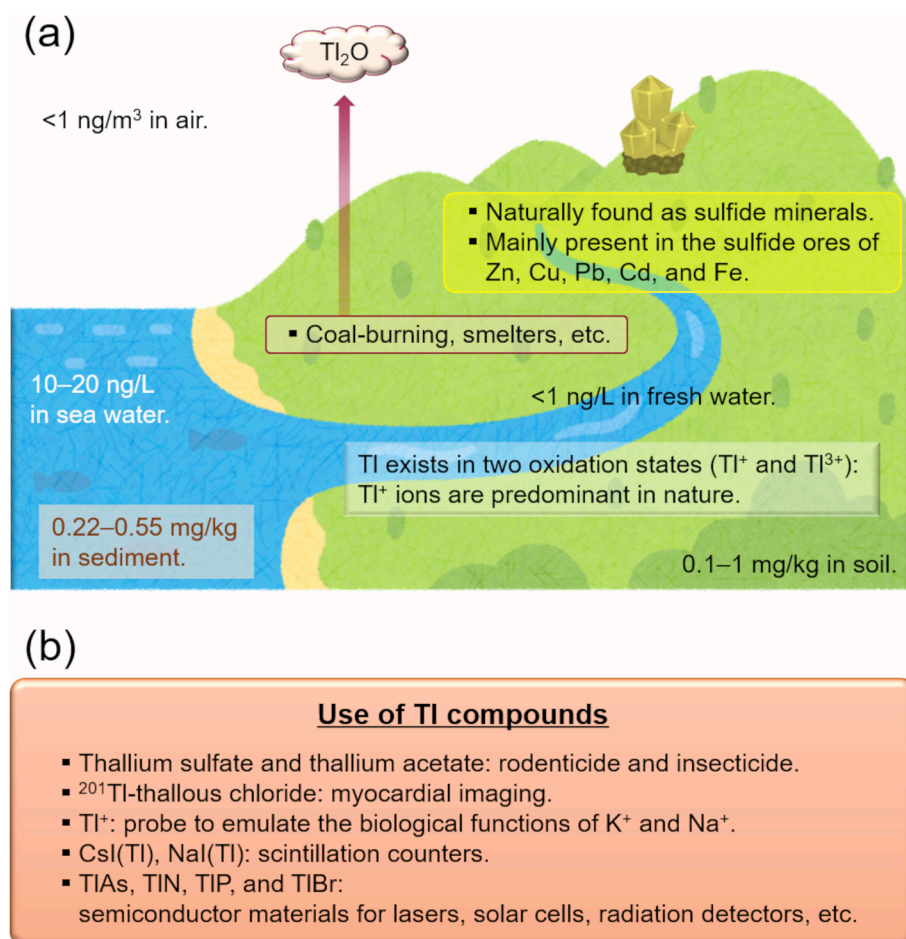 (a)
Tl₂O
<1 ng/m³ in air.
▪ Naturally found as sulfide minerals.
▪ Mainly present in the sulfide ores of
Zn, Cu, Pb, Cd, and Fe.
▪ Coal-burning, smelters, etc.
10–20 ng/L
in sea water.
<1 ng/L in fresh water.
Tl exists in two oxidation states (Tl⁺ and Tl³⁺):
Tl⁺ ions are predominant in nature.
0.22–0.55 mg/kg
in sediment.
0.1–1 mg/kg in soil.
(b)
Use of Tl compounds
▪ Thallium sulfate and thallium acetate: rodenticide and insecticide.
▪ ²⁰¹Tl-thallous chloride: myocardial imaging.
▪ Tl⁺: probe to emulate the biological functions of K⁺ and Na⁺.
▪ CsI(Tl), NaI(Tl): scintillation counters.
▪ TlAs, TlN, TlP, and TlBr:
semiconductor materials for lasers, solar cells, radiation detectors, etc.